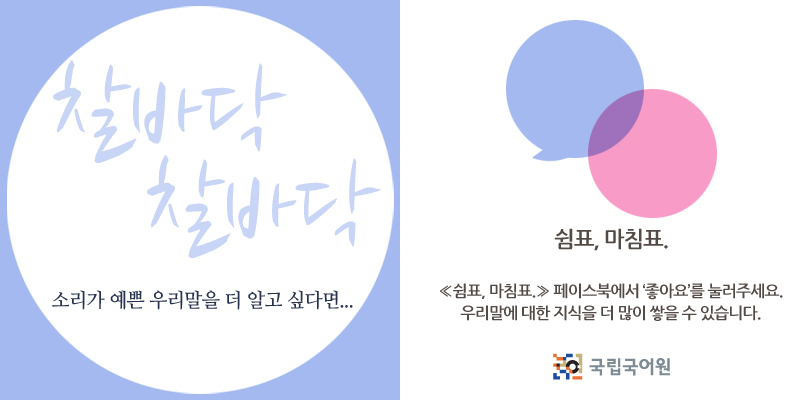 찰바닥
찰바닥
소리가 예쁜 우리말을 더 알고 싶다면...
쉼표, 마침표.
≪쉼표, 마침표.≫ 페이스북에서 '좋아요'를 눌러주세요.
우리말에 대한 지식을 더 많이 쌓을 수 있습니다.
국립국어원